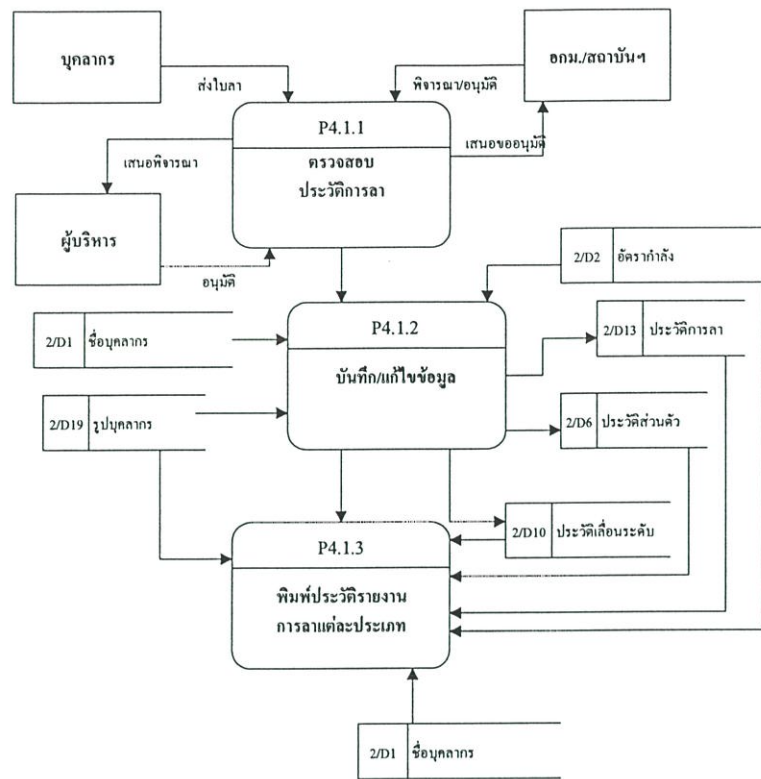 บุคลากร
อกม./สถาบันฯ
ส่งใบลา
พิจารณา/อนุมัติ
P4.1.1
ตรวจสอบ
ประวัติการลา
เสนอขออนุมัติ
เสนอพิจารณา
ผู้บริหาร
อนุมัติ
2/D2 อัตรากำลัง
2/D1 ชื่อบุคลากร
P4.1.2
บันทึก/แก้ไขข้อมูล
2/D13 ประวัติการลา
2/D19 รูปบุคลากร
2/D6 ประวัติส่วนตัว
2/D10 ประวัติเลื่อนระดับ
P4.1.3
พิมพ์ประวัติรายงาน
การลาแต่ละประเภท
2/D1 ชื่อบุคลากร